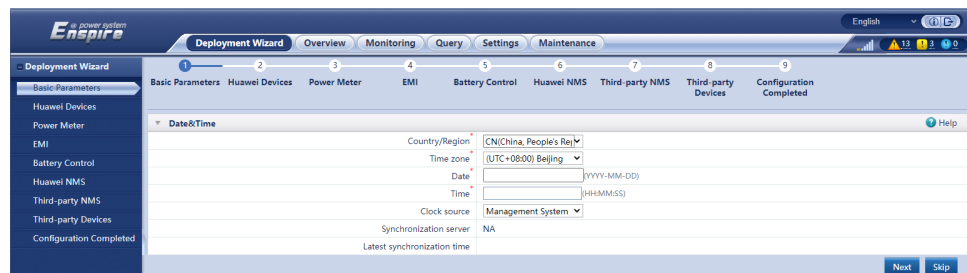 e power system
Enspire
English
Deployment Wizard Overview Monitoring Query Settings Maintenance
13 3 0
Deployment Wizard
Basic Parameters
Huawei Devices
Power Meter
EMI
Battery Control
Huawei NMS
Third-party NMS
Third-party Devices
Configuration Completed
1 2 3 4 5 6 7 8 9
Basic Parameters Huawei Devices Power Meter EMI Battery Control Huawei NMS Third-party NMS Third-party Devices Configuration Completed
Date&Time Help
Country/Region* CN(China, People's Rep
Time zone* (UTC+08:00) Beijing
Date* (YYYY-MM-DD)
Time* (HH:MM:SS)
Clock source Management System
Synchronization server NA
Latest synchronization time
Next Skip